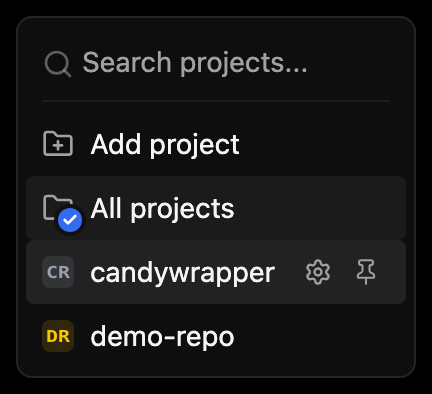 Search projects...
Add project
All projects
CR candywrapper
DR demo-repo